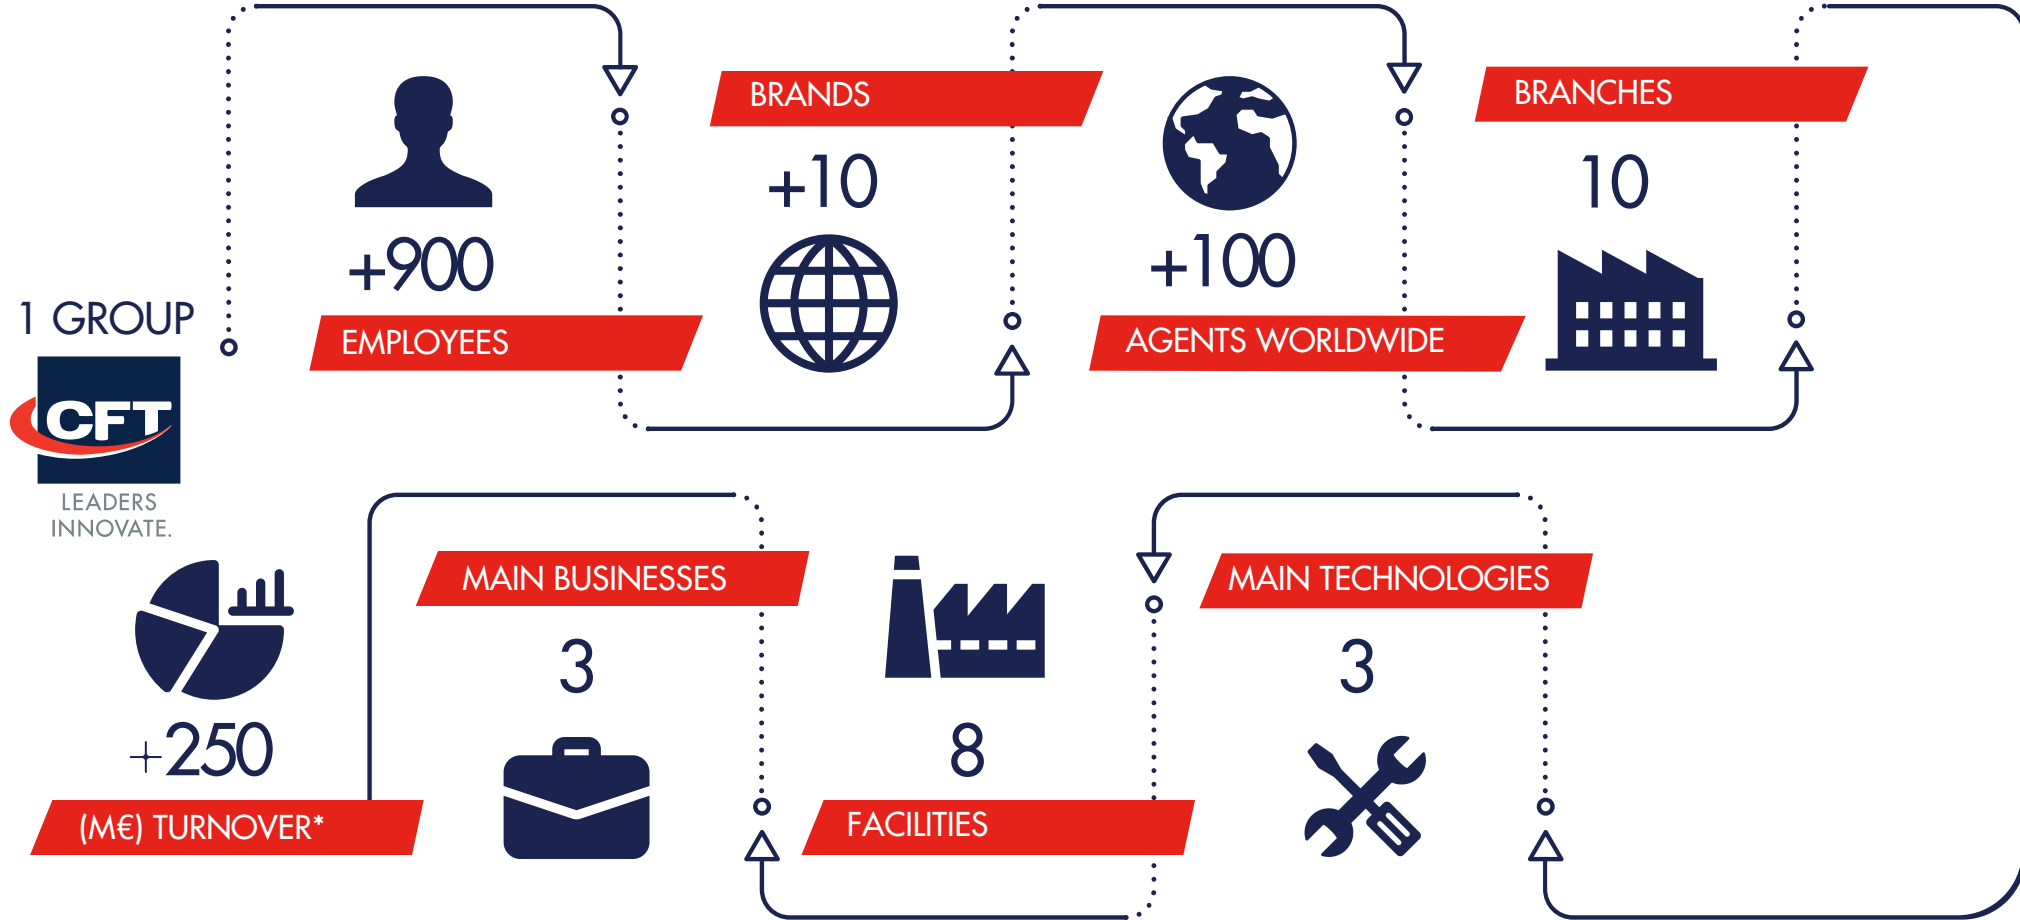 1 GROUP
CFT
LEADERS
INNOVATE.
+900
EMPLOYEES
BRANDS
+10
+100
AGENTS WORLDWIDE
BRANCHES
10
MAIN TECHNOLOGIES
3
8
FACILITIES
MAIN BUSINESSES
3
+250
(M€) TURNOVER*